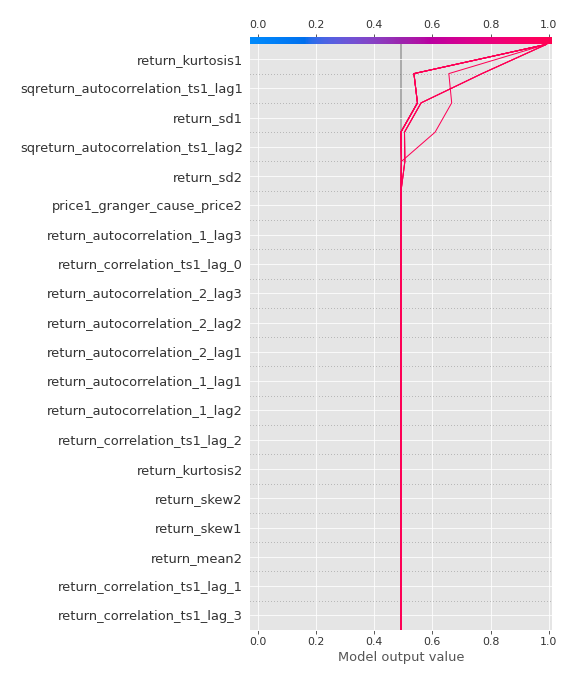 0.0 0.2 0.4 0.6 0.8 1.0
return_kurtosis1
sqreturn_autocorrelation_ts1_lag1
return_sd1
sqreturn_autocorrelation_ts1_lag2
return_sd2
price1_granger_cause_price2
return_autocorrelation_1_lag3
return_correlation_ts1_lag_0
return_autocorrelation_2_lag3
return_autocorrelation_2_lag2
return_autocorrelation_2_lag1
return_autocorrelation_1_lag1
return_autocorrelation_1_lag2
return_correlation_ts1_lag_2
return_kurtosis2
return_skew2
return_skew1
return_mean2
return_correlation_ts1_lag_1
return_correlation_ts1_lag_3
0.0 0.2 0.4 0.6 0.8 1.0
Model output value